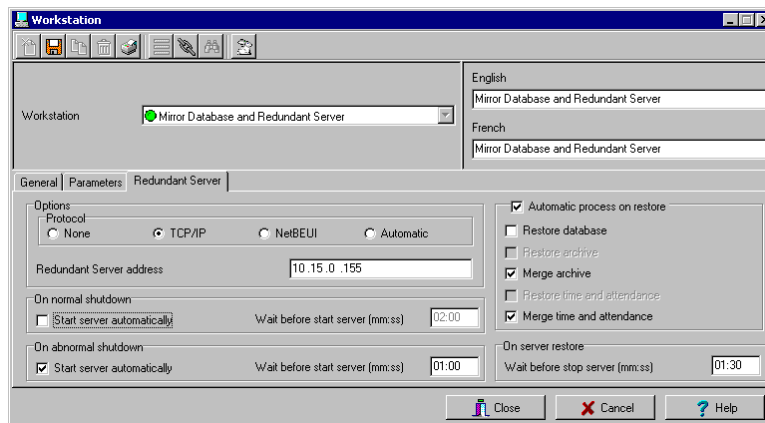 Workstation
English
Workstation
Mirror Database and Redundant Server
Mirror Database and Redundant Server
French
Mirror Database and Redundant Server
General Parameters Redundant Server
Options
Protocol
None TCP/IP NetBEUI Automatic
Redundant Server address 10 .15 .0 .155
On normal shutdown
Start server automatically Wait before start server (mm:ss) 02:00
On abnormal shutdown
Start server automatically Wait before start server (mm:ss) 01:00
Automatic process on restore
Restore database
Restore archive
Merge archive
Restore time and attendance
Merge time and attendance
On server restore
Wait before stop server (mm:ss) 01:30
Close Cancel Help